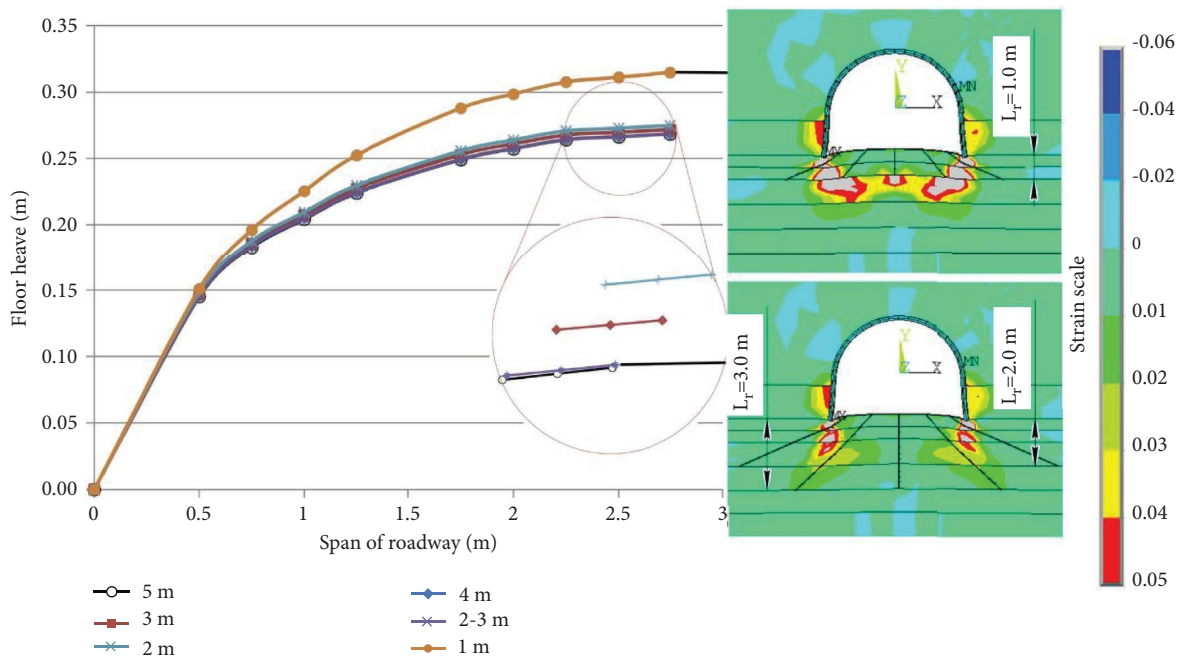 0.35
0.30
0.25
0.20
0.15
0.10
0.05
0.00
Floor heave (m)
0
0.5
1
1.5
2
2.5
3
Span of roadway (m)
5 m
3 m
2 m
4 m
2-3 m
1 m
Y
Z
X
MN
MX
Lr=1.0 m
Y
Z
X
MN
Lr=3.0 m
Lr=2.0 m
Strain scale
-0.06
-0.04
-0.02
0
0.01
0.02
0.03
0.04
0.05